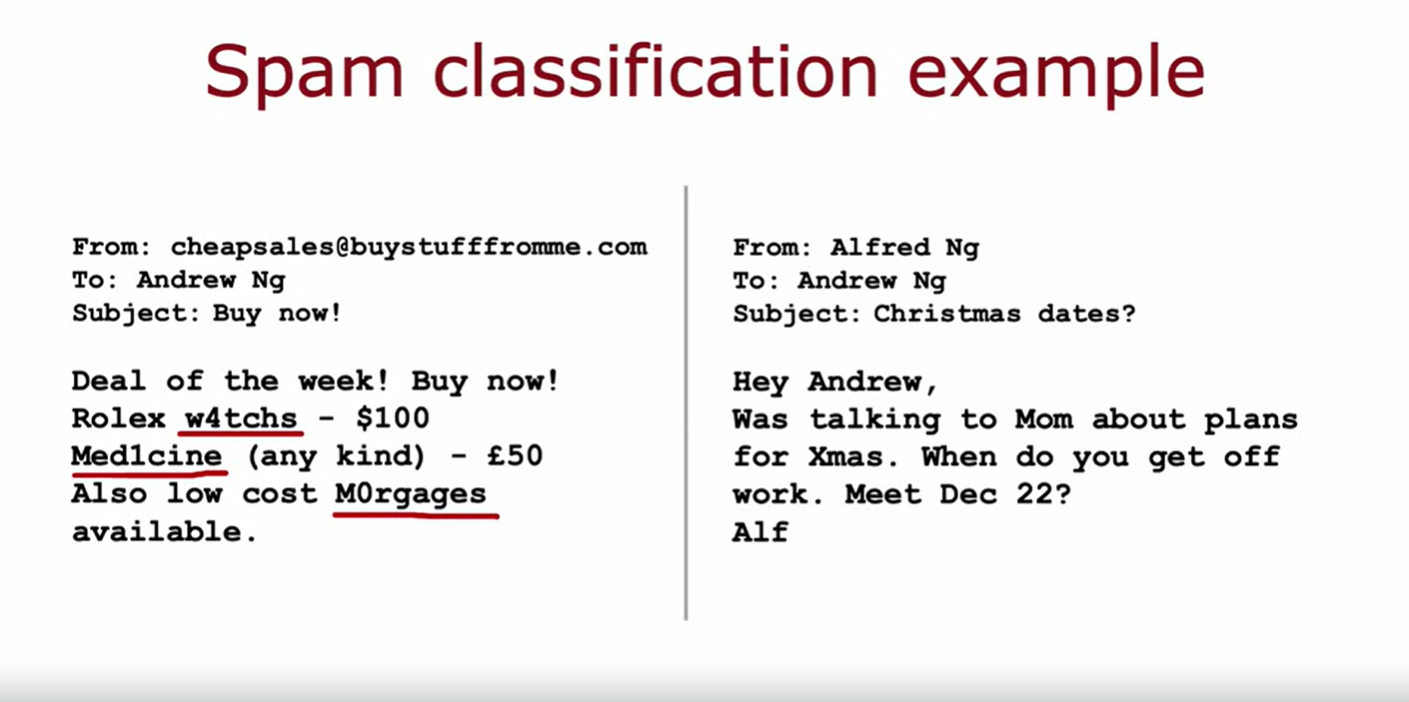 Spam classification example
From: cheapsales@buystufffromme.com
To: Andrew Ng
Subject: Buy now!
Deal of the week! Buy now!
Rolex w4tchs - $100
Med1cine (any kind) - £50
Also low cost M0rgages
available.
From: Alfred Ng
To: Andrew Ng
Subject: Christmas dates?
Hey Andrew,
Was talking to Mom about plans
for Xmas. When do you get off
work. Meet Dec 22?
Alf